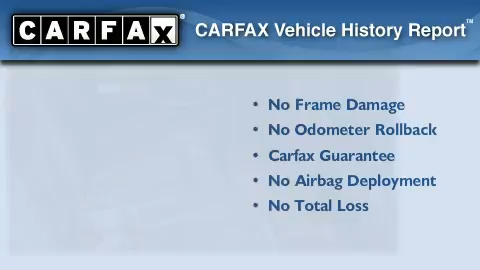 CARFAX® CARFAX Vehicle History Report™
• No Frame Damage
• No Odometer Rollback
• Carfax Guarantee
• No Airbag Deployment
• No Total Loss